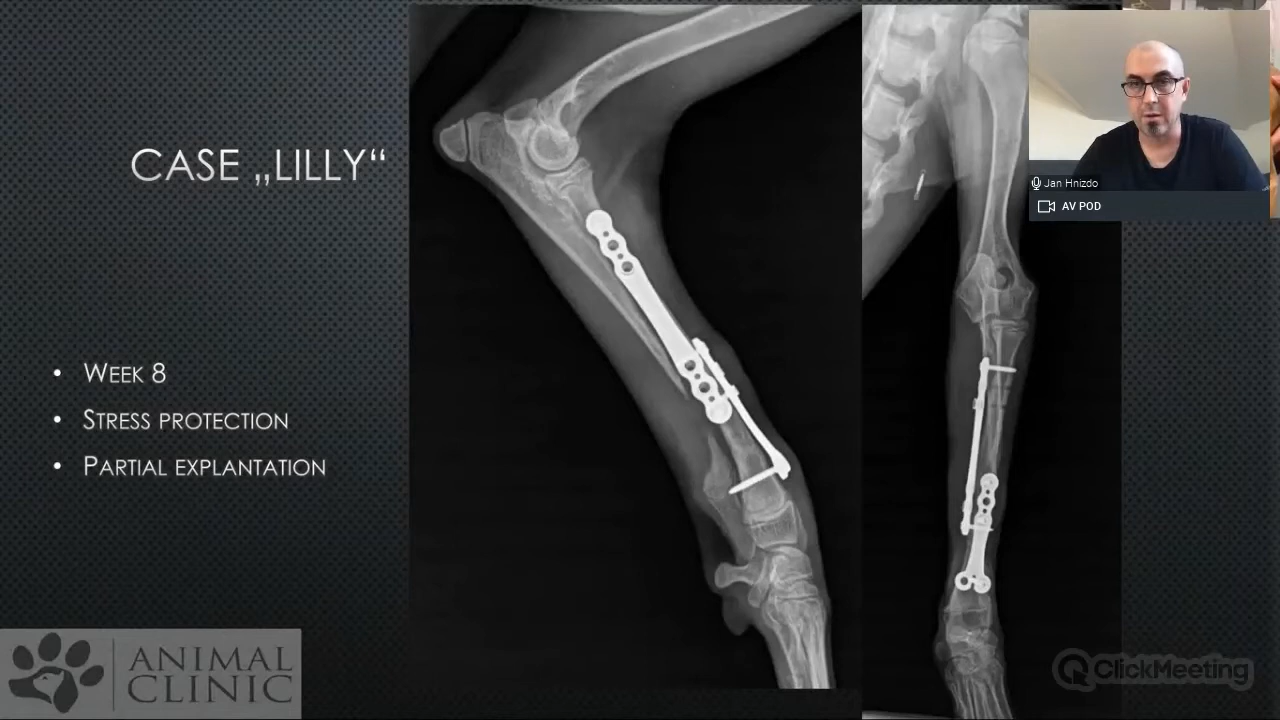 CASE „LILLY“
• WEEK 8
• STRESS PROTECTION
• PARTIAL EXPLANTATION
ANIMAL
CLINIC
Jan Hnizdo
AV POD
ClickMeeting